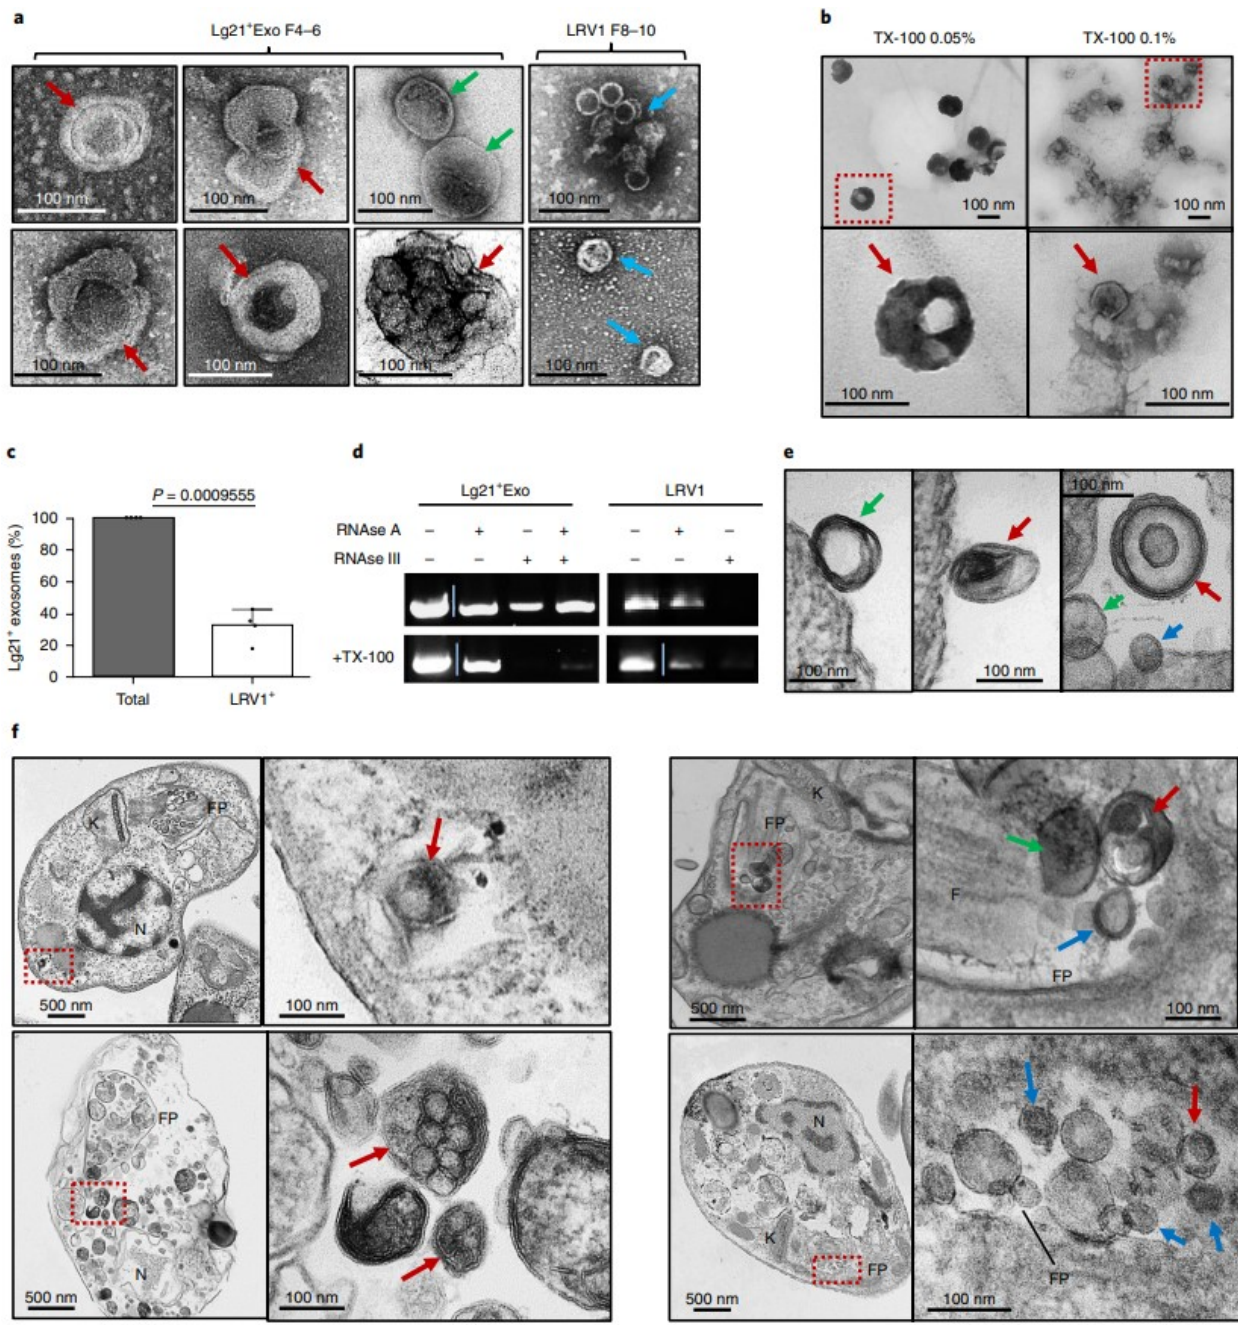 a
Lg21⁺Exo F4–6
LRV1 F8–10
100 nm
100 nm
100 nm
100 nm
100 nm
100 nm
100 nm
100 nm
b
TX-100 0.05%
TX-100 0.1%
100 nm
100 nm
100 nm
100 nm
c
P = 0.0009555
Lg21⁺ exosomes (%)
100
80
60
40
20
0
Total
LRV1⁺
d
Lg21⁺Exo
LRV1
RNAse A – + – + – + –
RNAse III – – + + – – +
+TX-100
e
100 nm
100 nm
100 nm
f
K
FP
N
500 nm
100 nm
K
FP
500 nm
F
FP
100 nm
FP
N
500 nm
100 nm
N
K
FP
500 nm
FP
100 nm